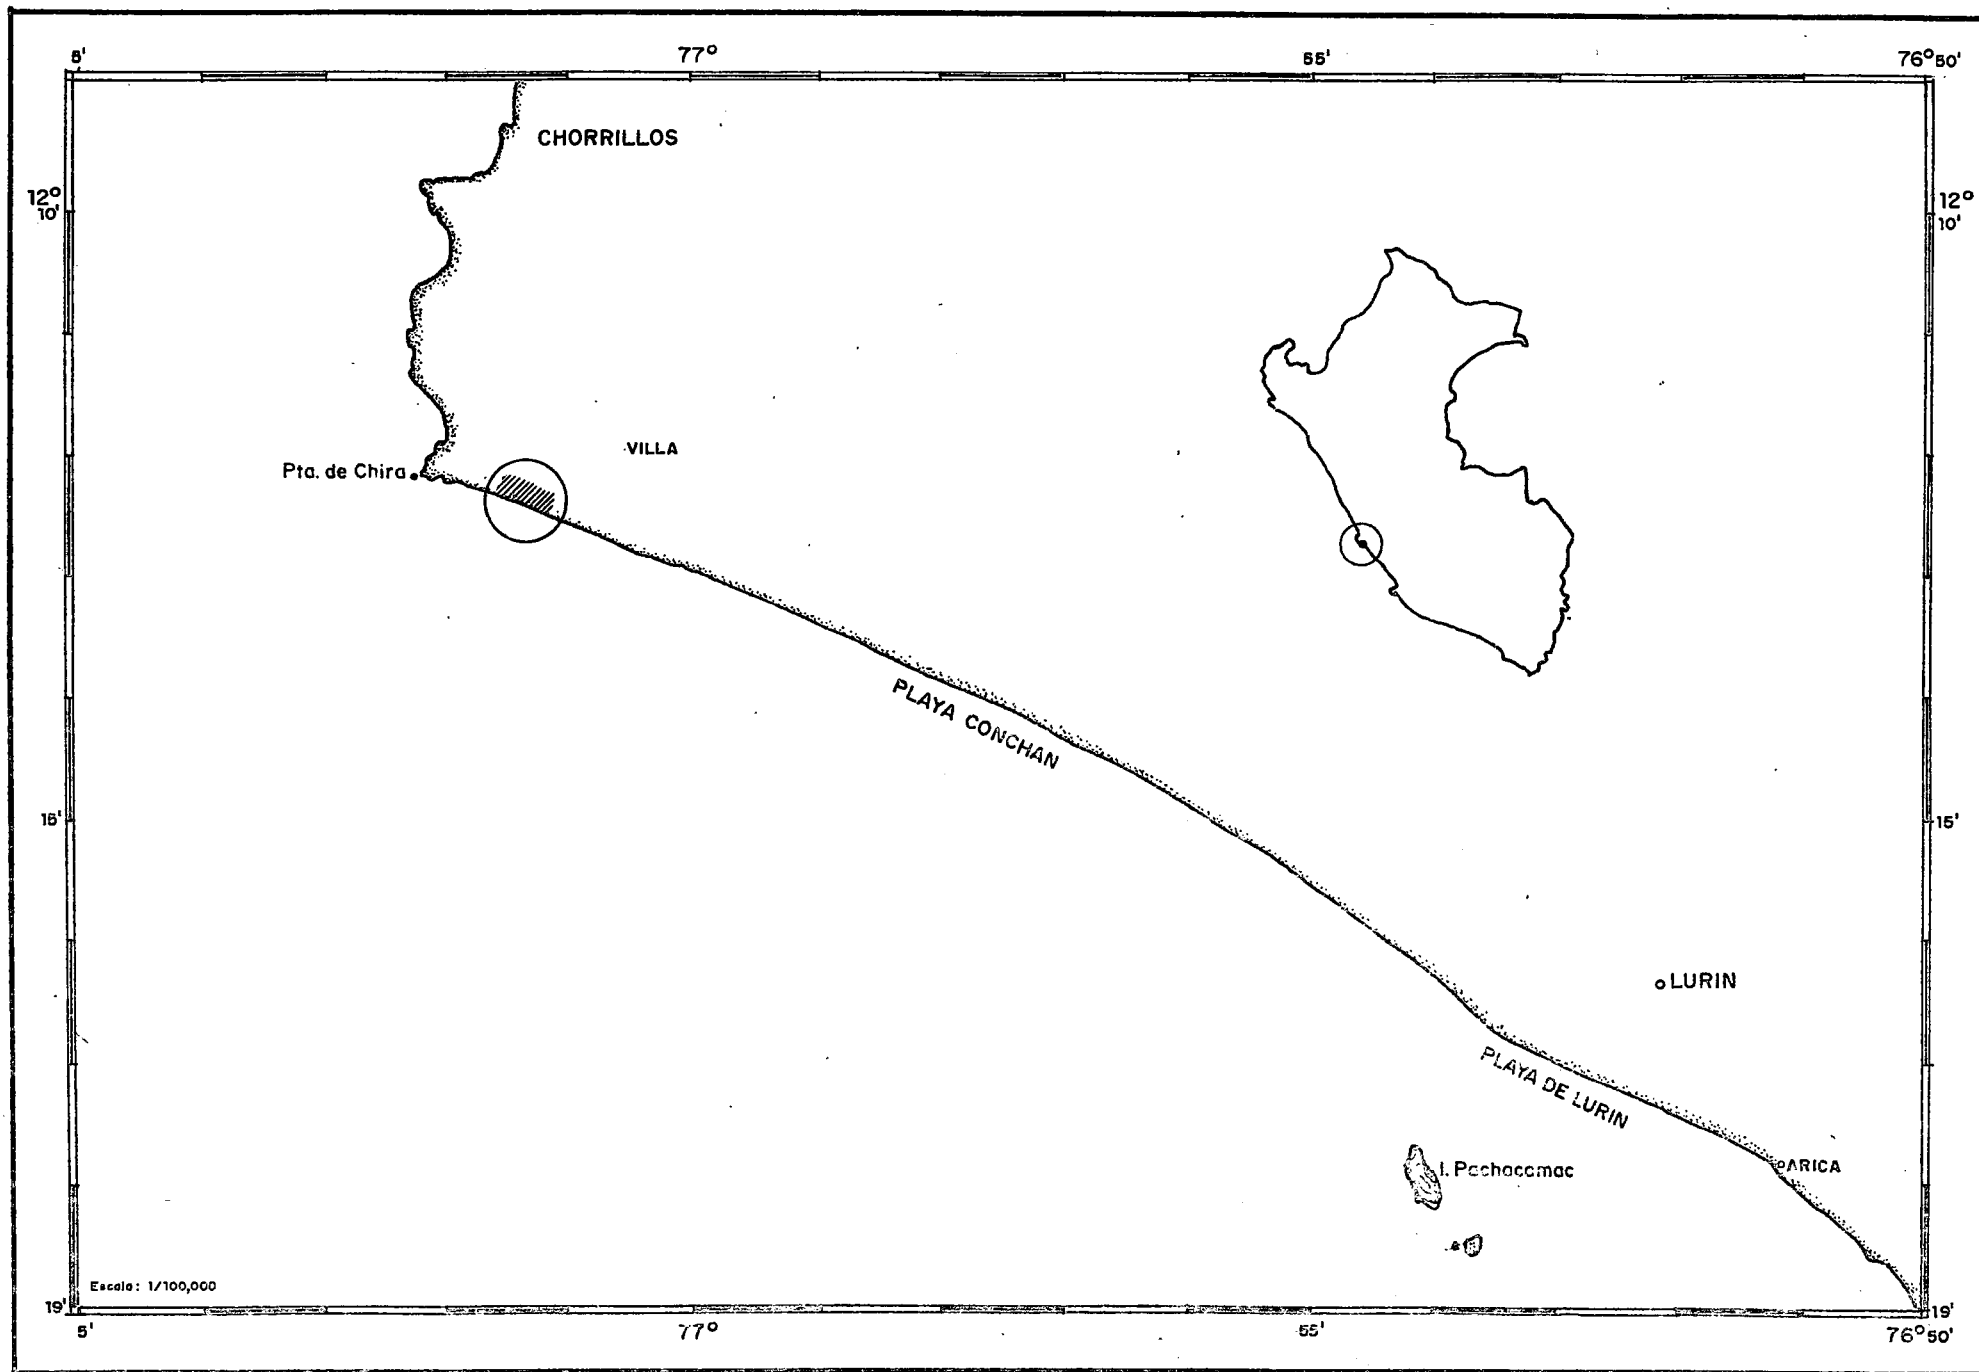 5' 77° 55' 76°50'
CHORRILLOS
12° 12°
10' 10'
VILLA
Pta. de Chira
PLAYA CONCHAN
15' 15'
LURIN
PLAYA DE LURIN
I. Pachacamac
ARICA
Escala: 1/100,000
19' 19'
5' 77° 55' 76°50'